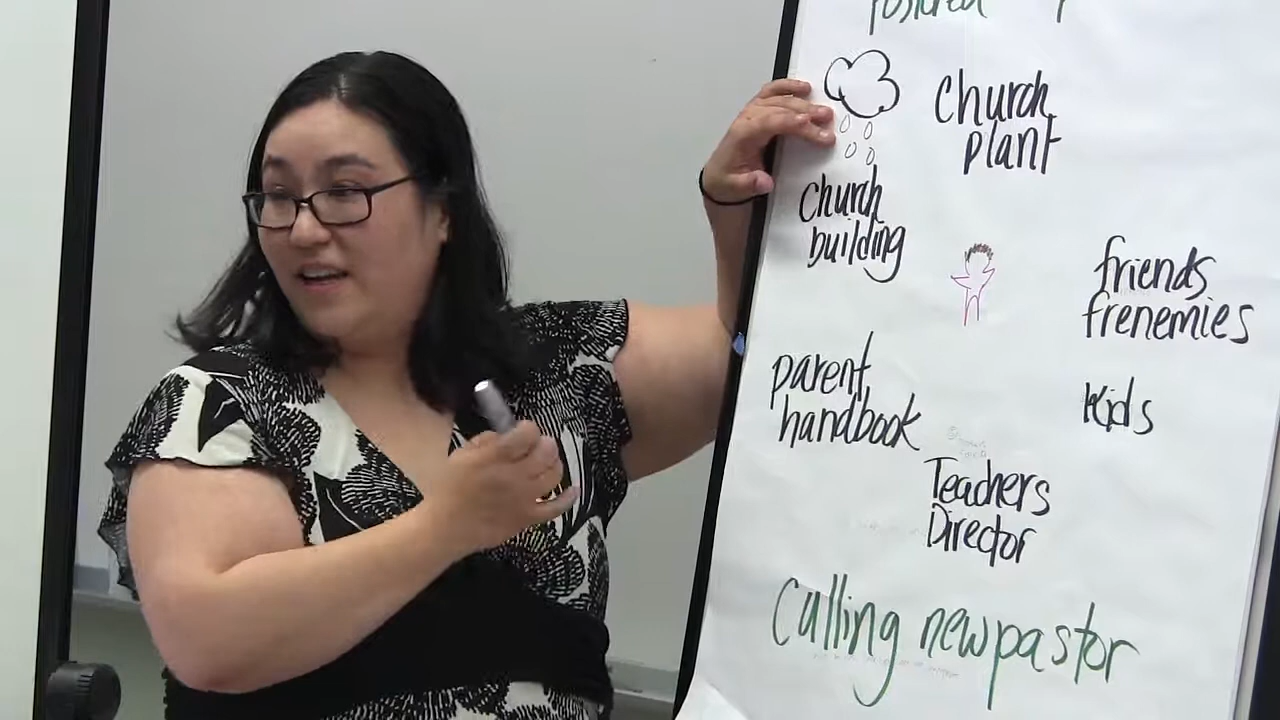 Church
plant
Church
building
friends
frenemies
parent
handbook
Kids
Teachers
Director
Calling new pastor